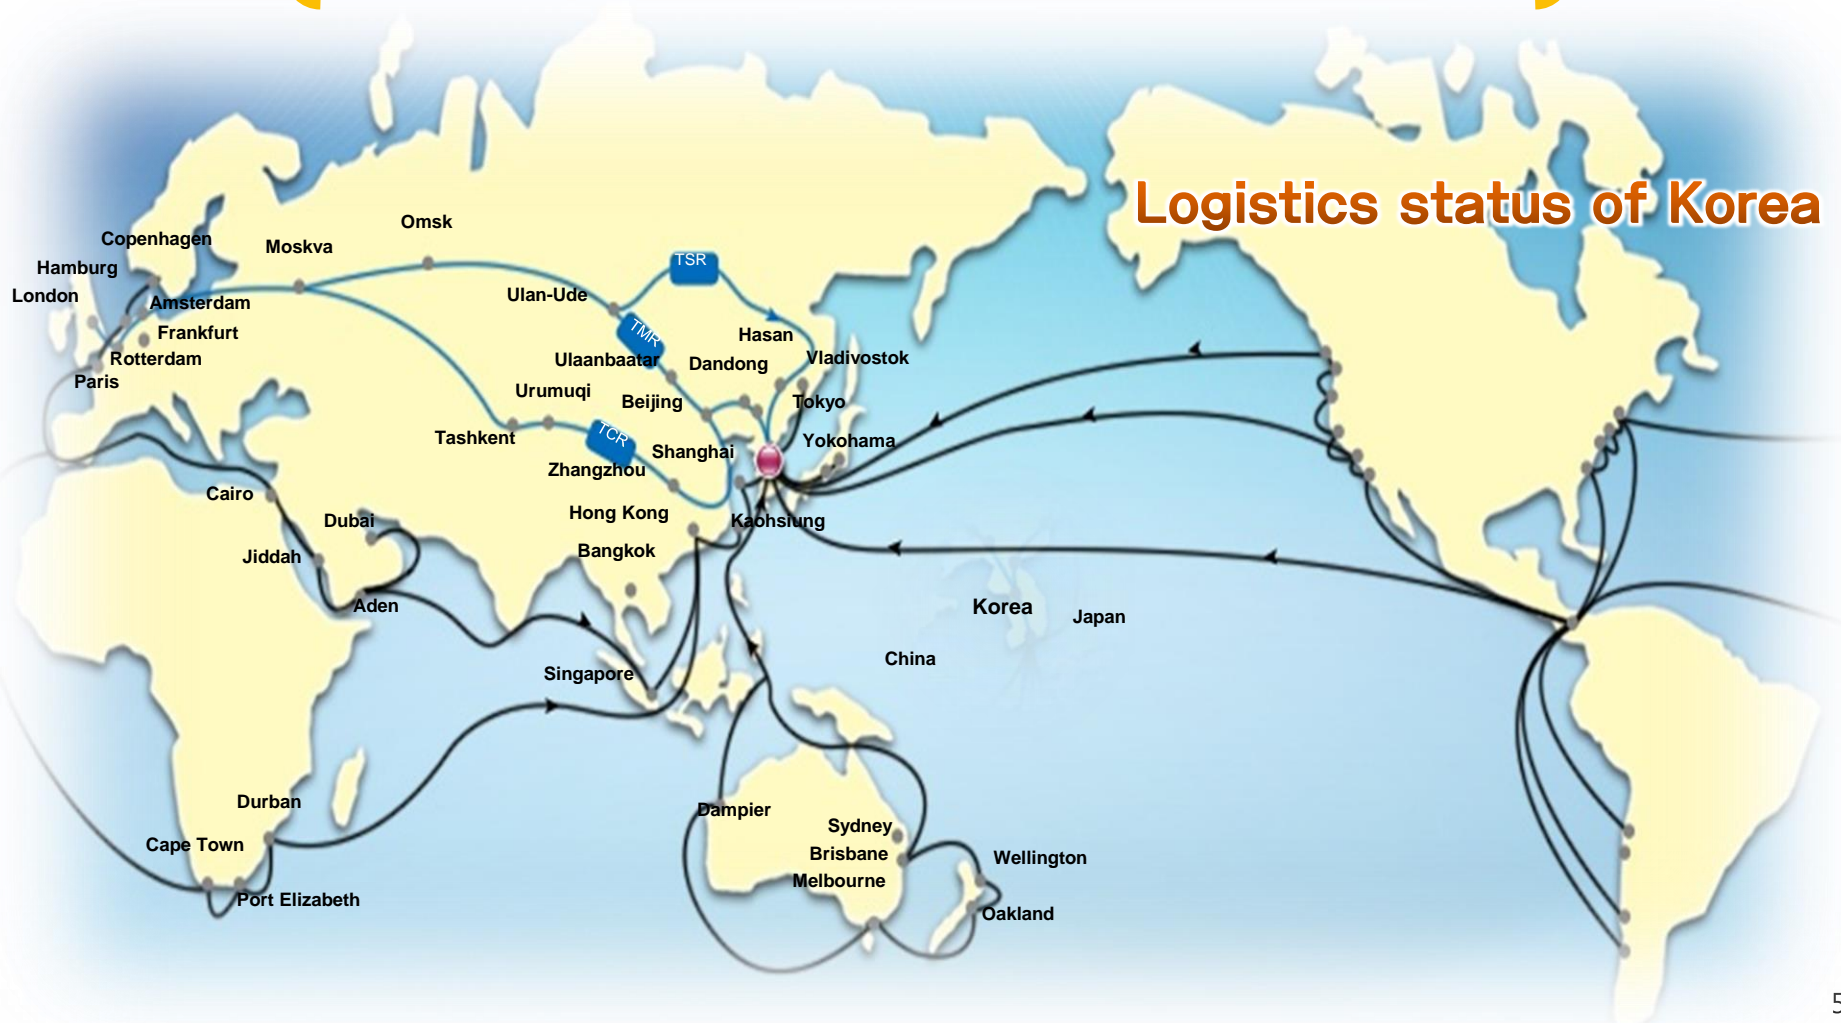 Logistics status of Korea
Omsk
Copenhagen
Moskva
Hamburg
TSR
London
Amsterdam
Ulan-Ude
Frankfurt
TMR
Hasan
Rotterdam
Ulaanbaatar
Dandong
Vladivostok
Paris
Urumuqi
Beijing
Tokyo
Tashkent
TCR
Shanghai
Yokohama
Zhangzhou
Cairo
Hong Kong
Kaohsiung
Dubai
Jiddah
Bangkok
Aden
Korea
Japan
Singapore
China
Durban
Dampier
Cape Town
Sydney
Brisbane
Wellington
Melbourne
Port Elizabeth
Oakland
5